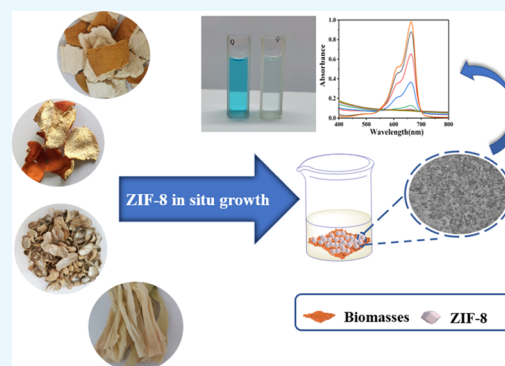 Q Q
Absorbance
1.0
0.8
0.6
0.4
0.2
0.0
400 500 600 700 800
Wavelength(nm)
ZIF-8 in situ growth
Biomasses ZIF-8